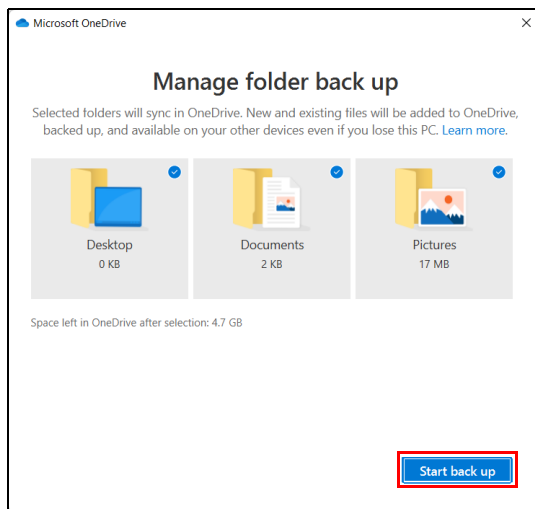 Microsoft OneDrive
Manage folder back up
Selected folders will sync in OneDrive. New and existing files will be added to OneDrive,
backed up, and available on your other devices even if you lose this PC. Learn more.
Desktop
0 KB
Documents
2 KB
Pictures
17 MB
Space left in OneDrive after selection: 4.7 GB
Start back up